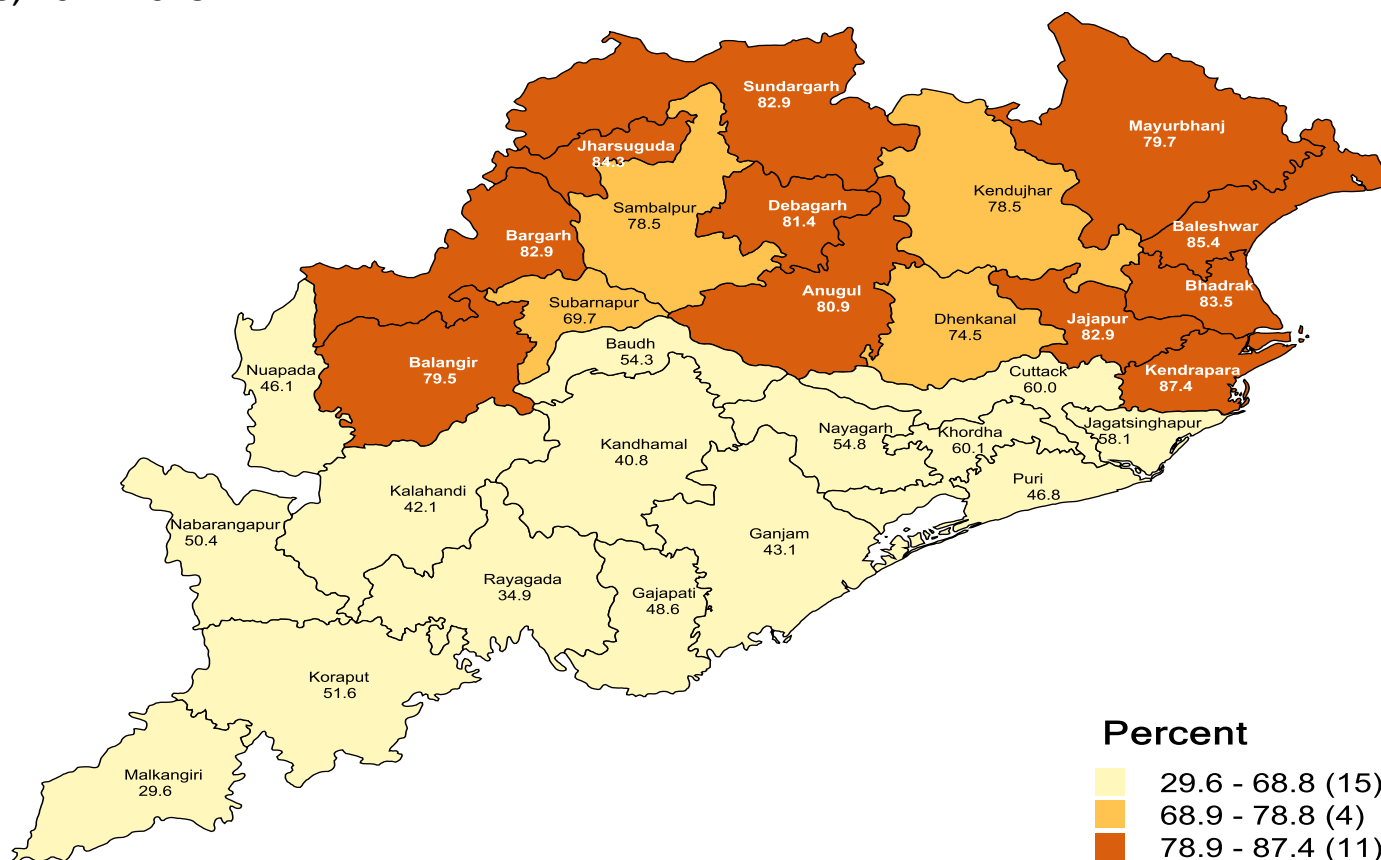 Sundargarh
82.9
Mayurbhanj
79.7
Jharsuguda
84.3
Kendujhar
78.5
Debagarh
81.4
Sambalpur
78.5
Baleshwar
85.4
Bargarh
82.9
Bhadrak
83.5
Anugul
80.9
Subarnapur
69.7
Dhenkanal
74.5
Jajapur
82.9
Baudh
54.3
Balangir
79.5
Nuapada
46.1
Cuttack
60.0
Kendrapara
87.4
Nayagarh
54.8
Khordha
60.1
Jagatsinghapur
58.1
Kandhamal
40.8
Puri
46.8
Kalahandi
42.1
Nabarangapur
50.4
Ganjam
43.1
Rayagada
34.9
Gajapati
48.6
Koraput
51.6
Malkangiri
29.6
Percent
29.6 - 68.8 (15)
68.9 - 78.8 (4)
78.9 - 87.4 (11)